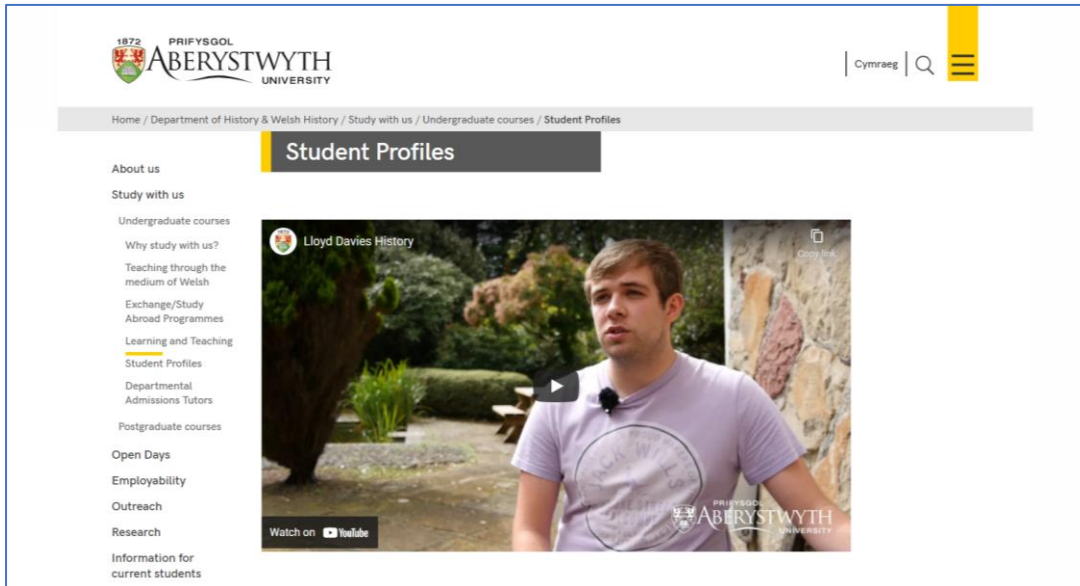 1872 PRIFYSGOL
ABERYSTWYTH
UNIVERSITY
Cymraeg
Home / Department of History & Welsh History / Study with us / Undergraduate courses / Student Profiles
Student Profiles
About us
Study with us
Undergraduate courses
Why study with us?
Teaching through the
medium of Welsh
Exchange/Study
Abroad Programmes
Learning and Teaching
Student Profiles
Departmental
Admissions Tutors
Postgraduate courses
Open Days
Employability
Outreach
Research
Information for
current students
Lloyd Davies History
Copy link
JACK WILLS
PRIFYSGOL
ABERYSTWYTH
UNIVERSITY
Watch on YouTube